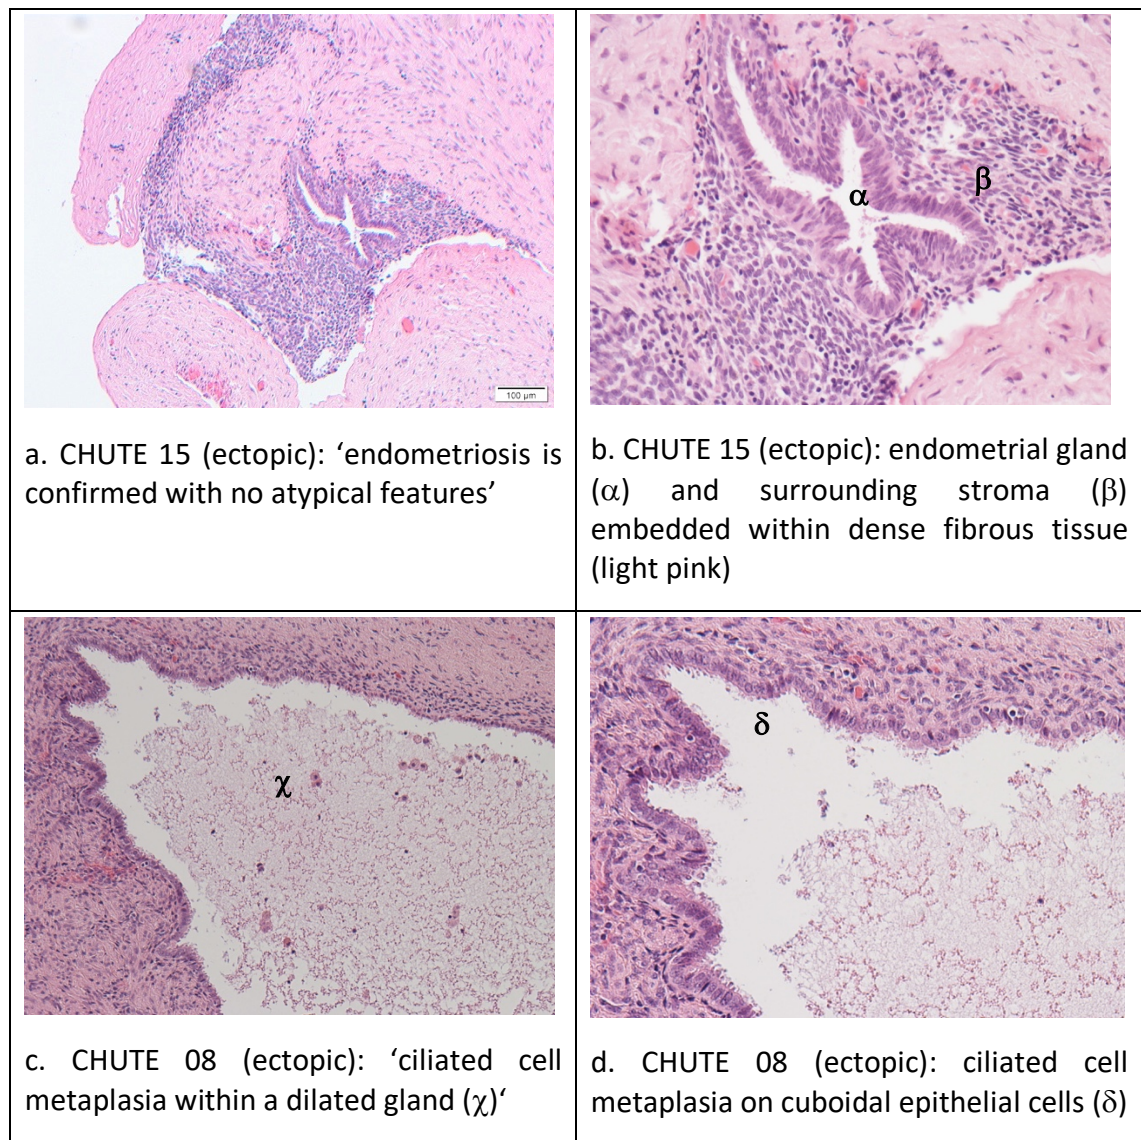 100 µm
α
β
a. CHUTE 15 (ectopic): ‘endometriosis is
confirmed with no atypical features’
b. CHUTE 15 (ectopic): endometrial gland
(α) and surrounding stroma (β)
embedded within dense fibrous tissue
(light pink)
χ
δ
c. CHUTE 08 (ectopic): ‘ciliated cell
metaplasia within a dilated gland (χ)‘
d. CHUTE 08 (ectopic): ciliated cell
metaplasia on cuboidal epithelial cells (δ)